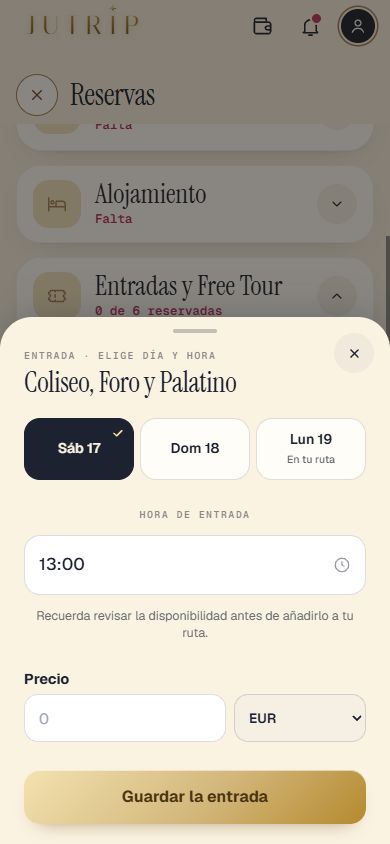 JUTRIP
Reservas
Falta
Alojamiento
Falta
Entradas y Free Tour
0 de 6 reservadas
ENTRADA · ELIGE DÍA Y HORA
Coliseo, Foro y Palatino
Sáb 17
Dom 18
Lun 19
En tu ruta
HORA DE ENTRADA
13:00
Recuerda revisar la disponibilidad antes de añadirlo a tu
ruta.
Precio
0
EUR
Guardar la entrada